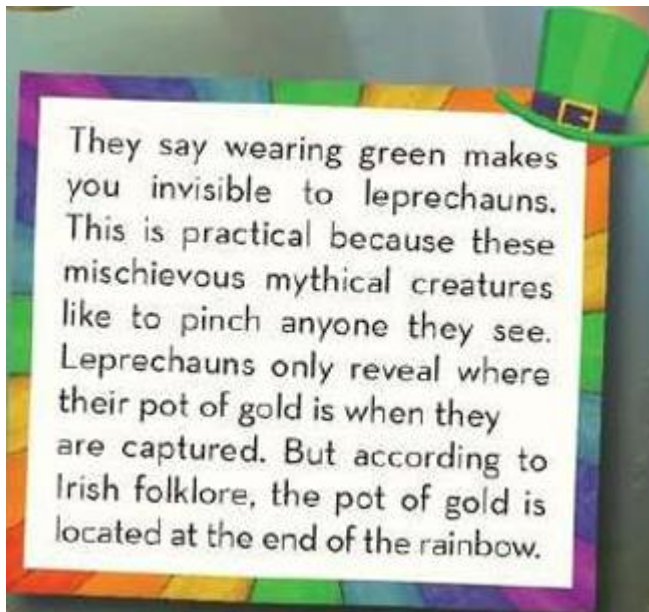 They say wearing green makes
you invisible to leprechauns.
This is practical because these
mischievous mythical creatures
like to pinch anyone they see.
Leprechauns only reveal where
their pot of gold is when they
are captured. But according to
Irish folklore, the pot of gold is
located at the end of the rainbow.